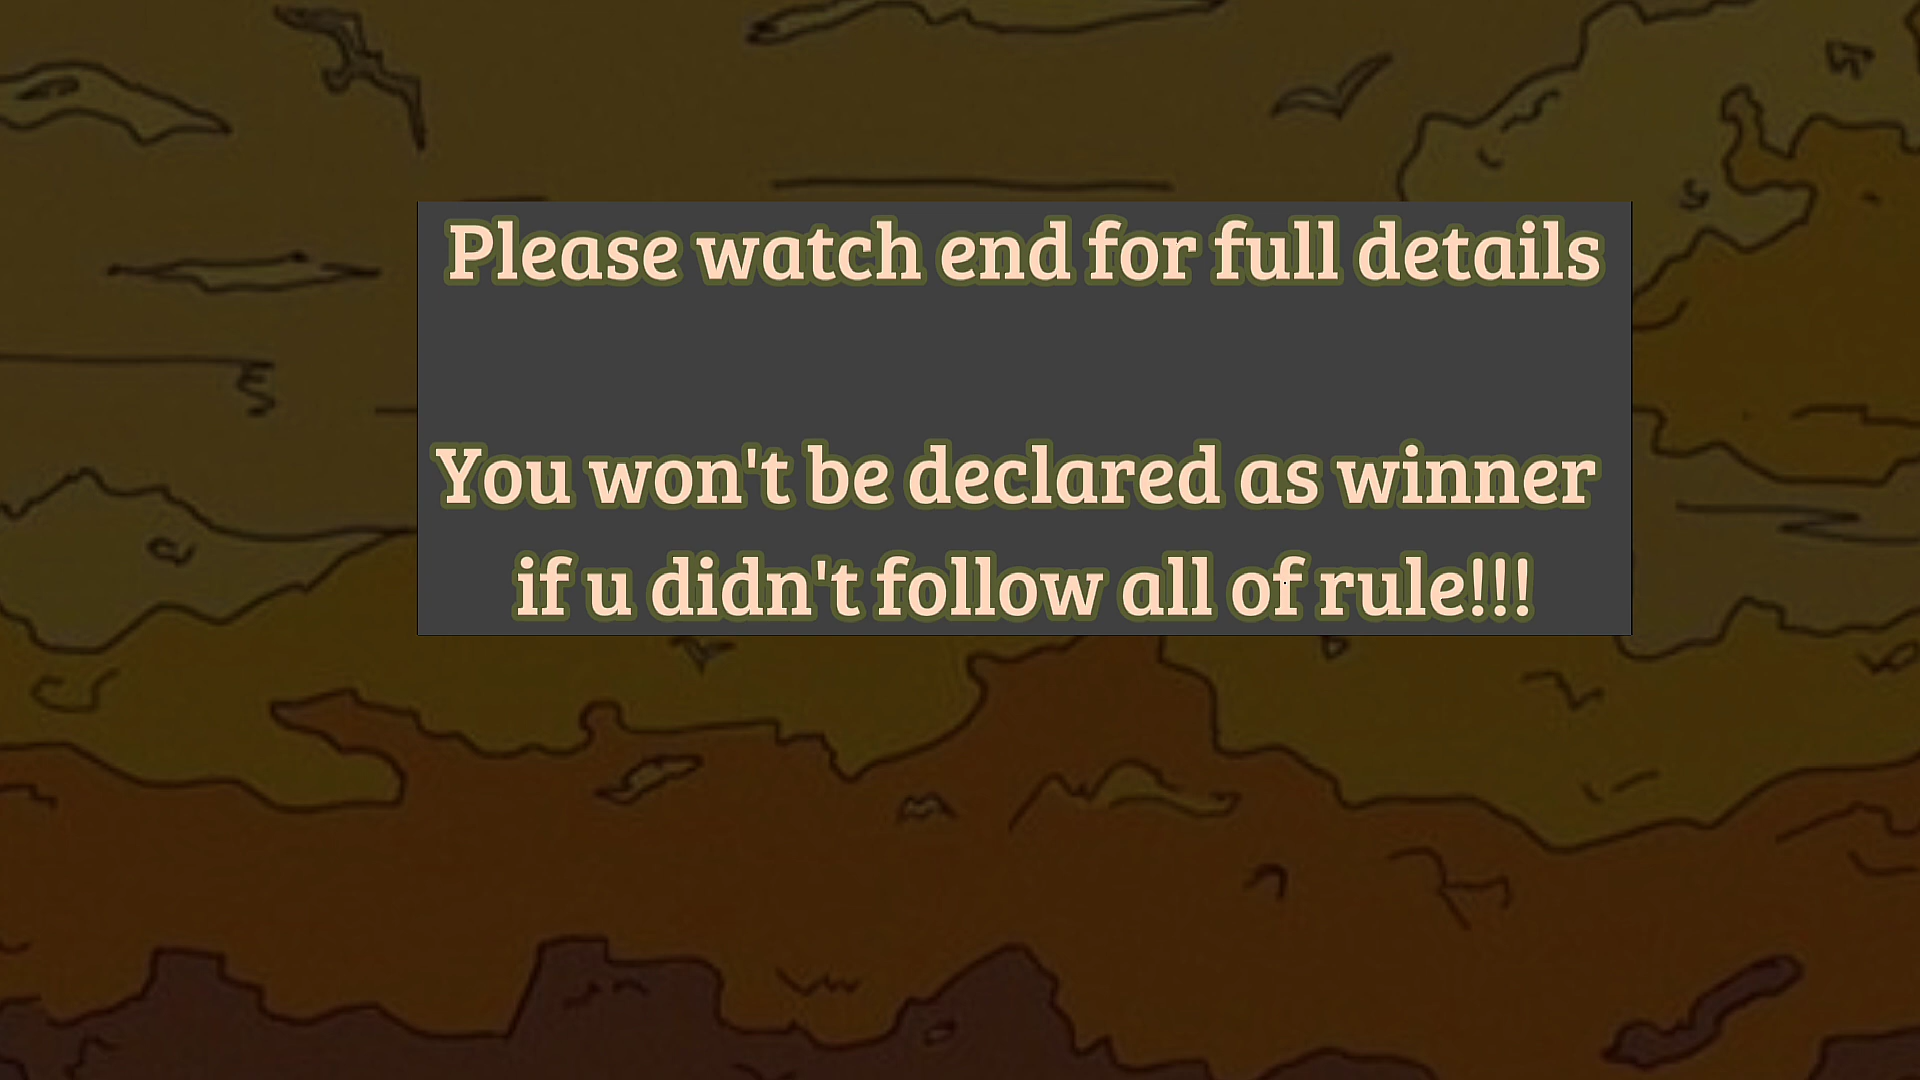 Please watch end for full details
You won't be declared as winner
if u didn't follow all of rule!!!